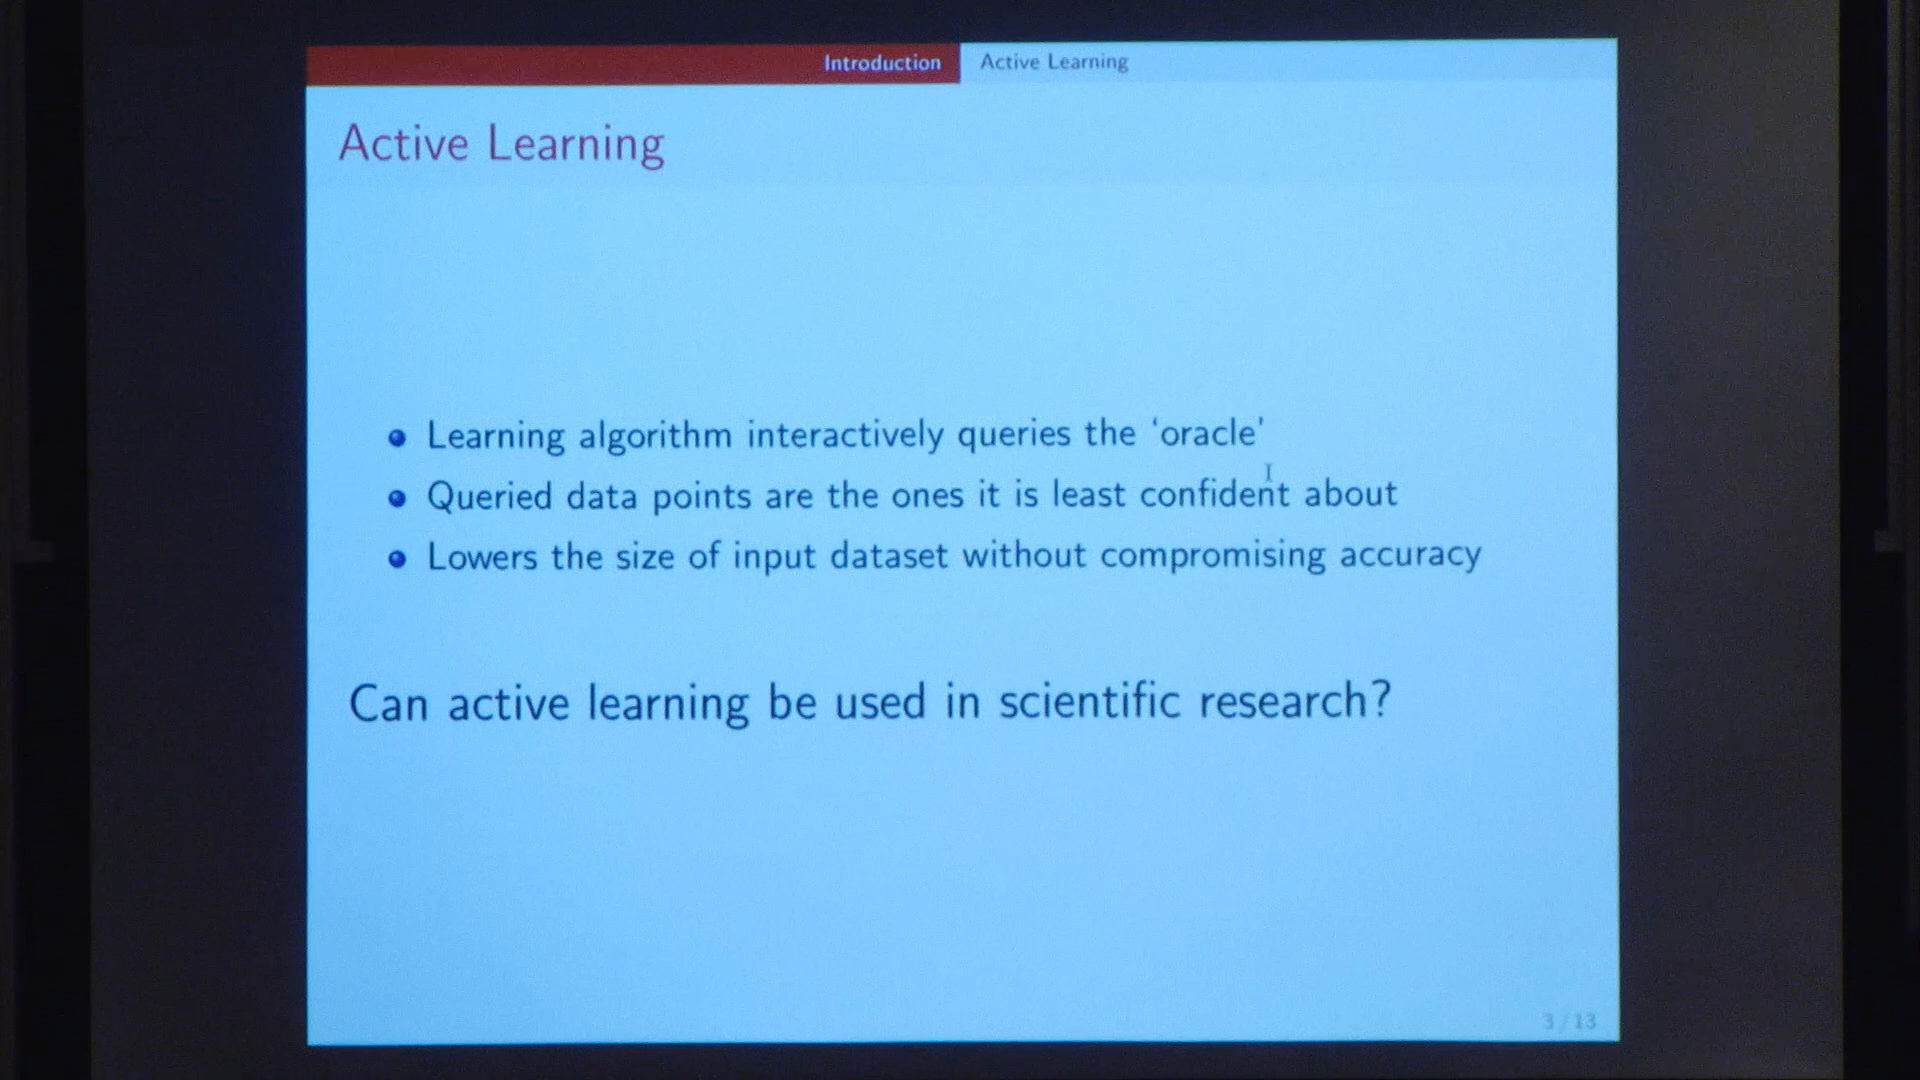 Introduction
Active Learning
Active Learning
Learning algorithm interactively queries the ‘oracle’
Queried data points are the ones it is least confident about
Lowers the size of input dataset without compromising accuracy
Can active learning be used in scientific research?
3 / 13